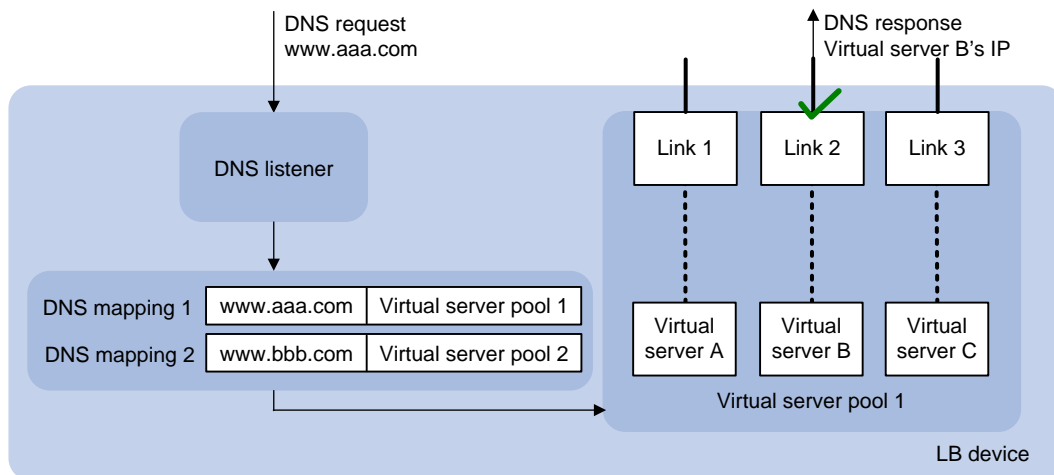 DNS request
www.aaa.com
DNS response
Virtual server B’s IP
DNS listener
Link 1
Link 2
Link 3
DNS mapping 1
www.aaa.com
Virtual server pool 1
DNS mapping 2
www.bbb.com
Virtual server pool 2
Virtual
server A
Virtual
server B
Virtual
server C
Virtual server pool 1
LB device